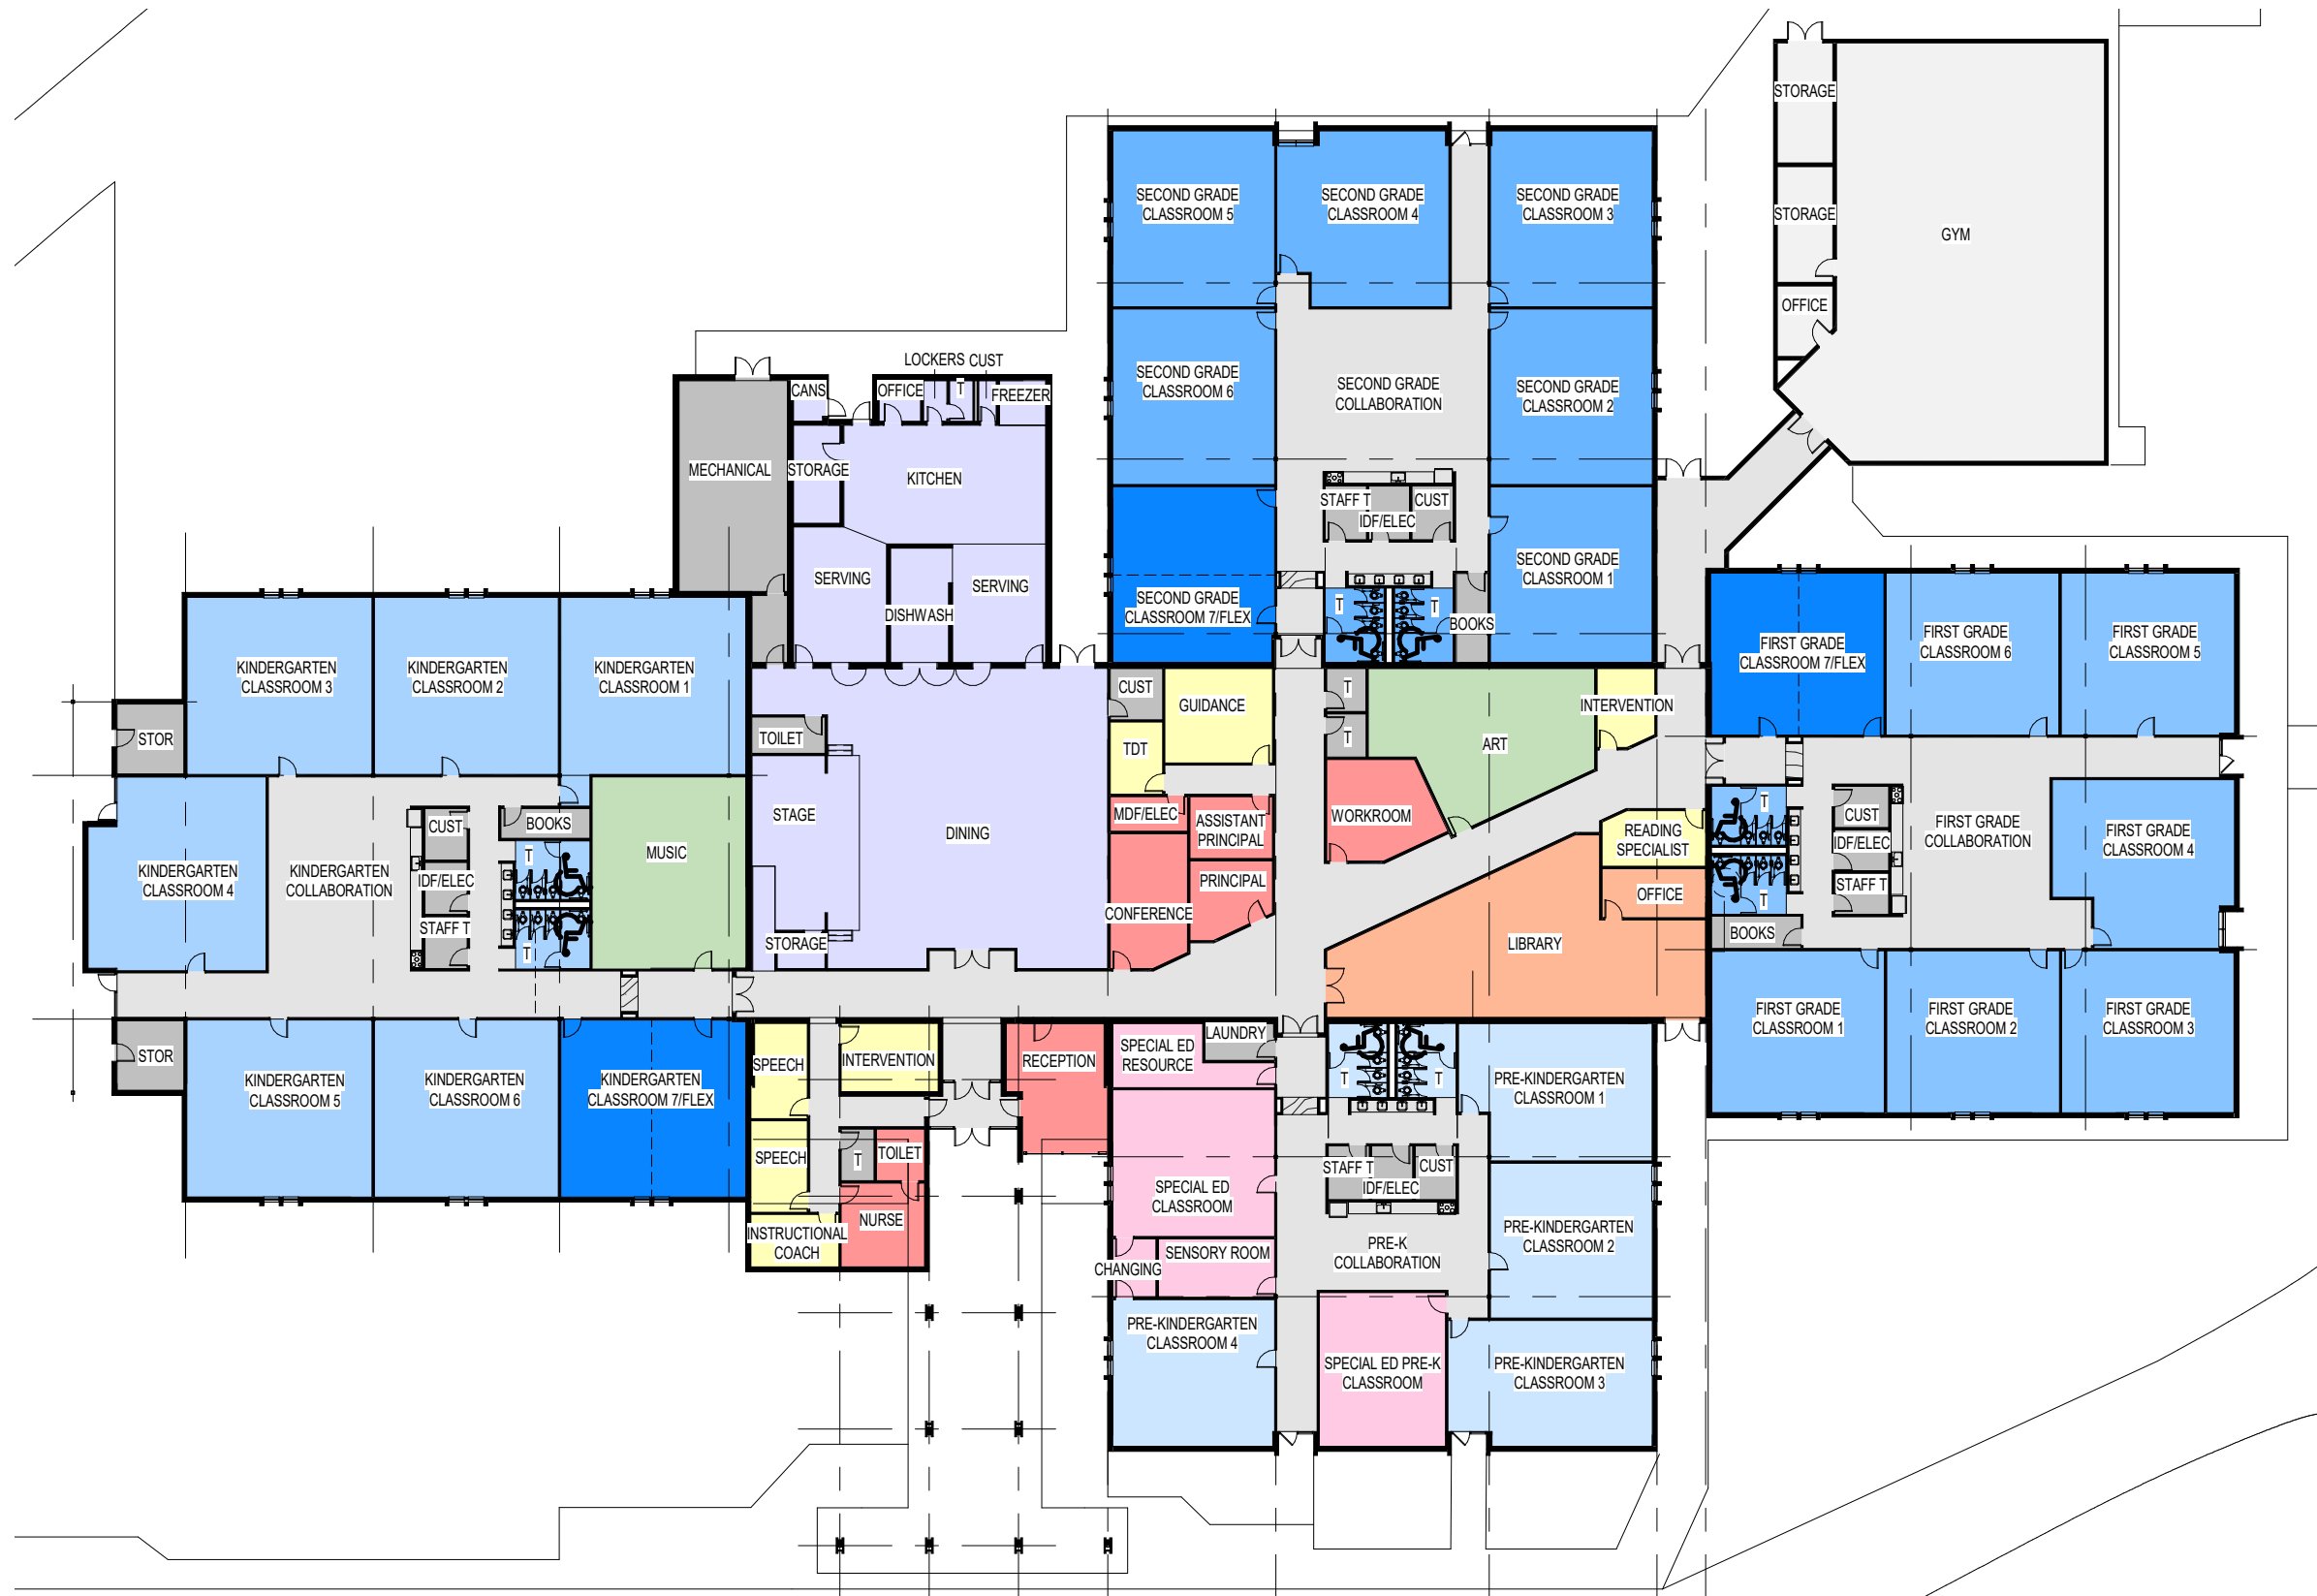 STORAGE
STORAGE
GYM
OFFICE
SECOND GRADE
CLASSROOM 5
SECOND GRADE
CLASSROOM 4
SECOND GRADE
CLASSROOM 3
SECOND GRADE
CLASSROOM 6
SECOND GRADE
COLLABORATION
SECOND GRADE
CLASSROOM 2
STAFF T
IDF/ELEC
CUST
SECOND GRADE
CLASSROOM 1
SECOND GRADE
CLASSROOM 7/FLEX
T
T
BOOKS
LOCKERS
CUST
CANS
OFFICE
T
FREEZER
MECHANICAL
STORAGE
KITCHEN
SERVING
DISHWASH
SERVING
KINDERGARTEN
CLASSROOM 3
KINDERGARTEN
CLASSROOM 2
KINDERGARTEN
CLASSROOM 1
STOR
TOILET
STAGE
DINING
STORAGE
CUST
GUIDANCE
TDT
MDF/ELEC
ASSISTANT
PRINCIPAL
PRINCIPAL
CONFERENCE
T
T
ART
INTERVENTION
WORKROOM
READING
SPECIALIST
OFFICE
LIBRARY
FIRST GRADE
CLASSROOM 7/FLEX
FIRST GRADE
CLASSROOM 6
FIRST GRADE
CLASSROOM 5
T
T
CUST
IDF/ELEC
STAFF T
BOOKS
FIRST GRADE
COLLABORATION
FIRST GRADE
CLASSROOM 4
FIRST GRADE
CLASSROOM 1
FIRST GRADE
CLASSROOM 2
FIRST GRADE
CLASSROOM 3
KINDERGARTEN
CLASSROOM 4
KINDERGARTEN
COLLABORATION
CUST
IDF/ELEC
STAFF T
BOOKS
T
T
MUSIC
STOR
KINDERGARTEN
CLASSROOM 5
KINDERGARTEN
CLASSROOM 6
KINDERGARTEN
CLASSROOM 7/FLEX
SPEECH
INTERVENTION
RECEPTION
SPEECH
T
TOILET
NURSE
INSTRUCTIONAL
COACH
SPECIAL ED
RESOURCE
LAUNDRY
T
T
PRE-KINDERGARTEN
CLASSROOM 1
SPECIAL ED
CLASSROOM
STAFF T
IDF/ELEC
CUST
PRE-KINDERGARTEN
CLASSROOM 2
CHANGING
SENSORY ROOM
PRE-K
COLLABORATION
PRE-KINDERGARTEN
CLASSROOM 4
SPECIAL ED PRE-K
CLASSROOM
PRE-KINDERGARTEN
CLASSROOM 3